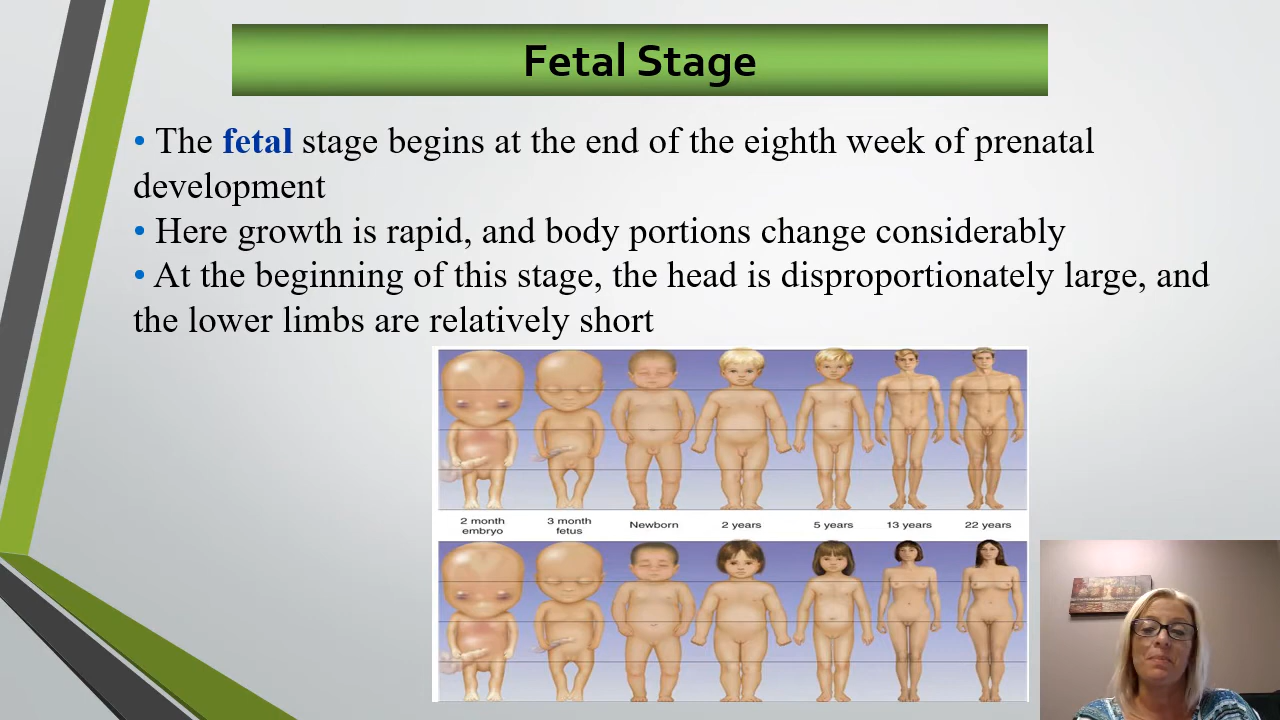 Fetal Stage
• The fetal stage begins at the end of the eighth week of prenatal
development
• Here growth is rapid, and body portions change considerably
• At the beginning of this stage, the head is disproportionately large, and
the lower limbs are relatively short
2 month
embryo
3 month
fetus
Newborn
2 years
5 years
13 years
22 years